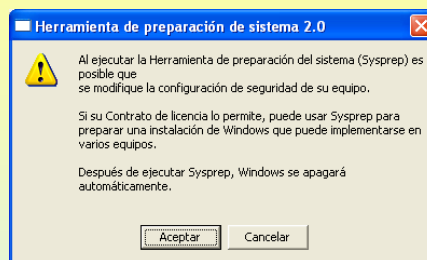 Herramienta de preparación de sistema 2.0
Al ejecutar la Herramienta de preparación del sistema (Sysprep) es
posible que
se modifique la configuración de seguridad de su equipo.
Si su Contrato de licencia lo permite, puede usar Sysprep para
preparar una instalación de Windows que puede implementarse en
varios equipos.
Después de ejecutar Sysprep, Windows se apagará
automáticamente.
Aceptar Cancelar